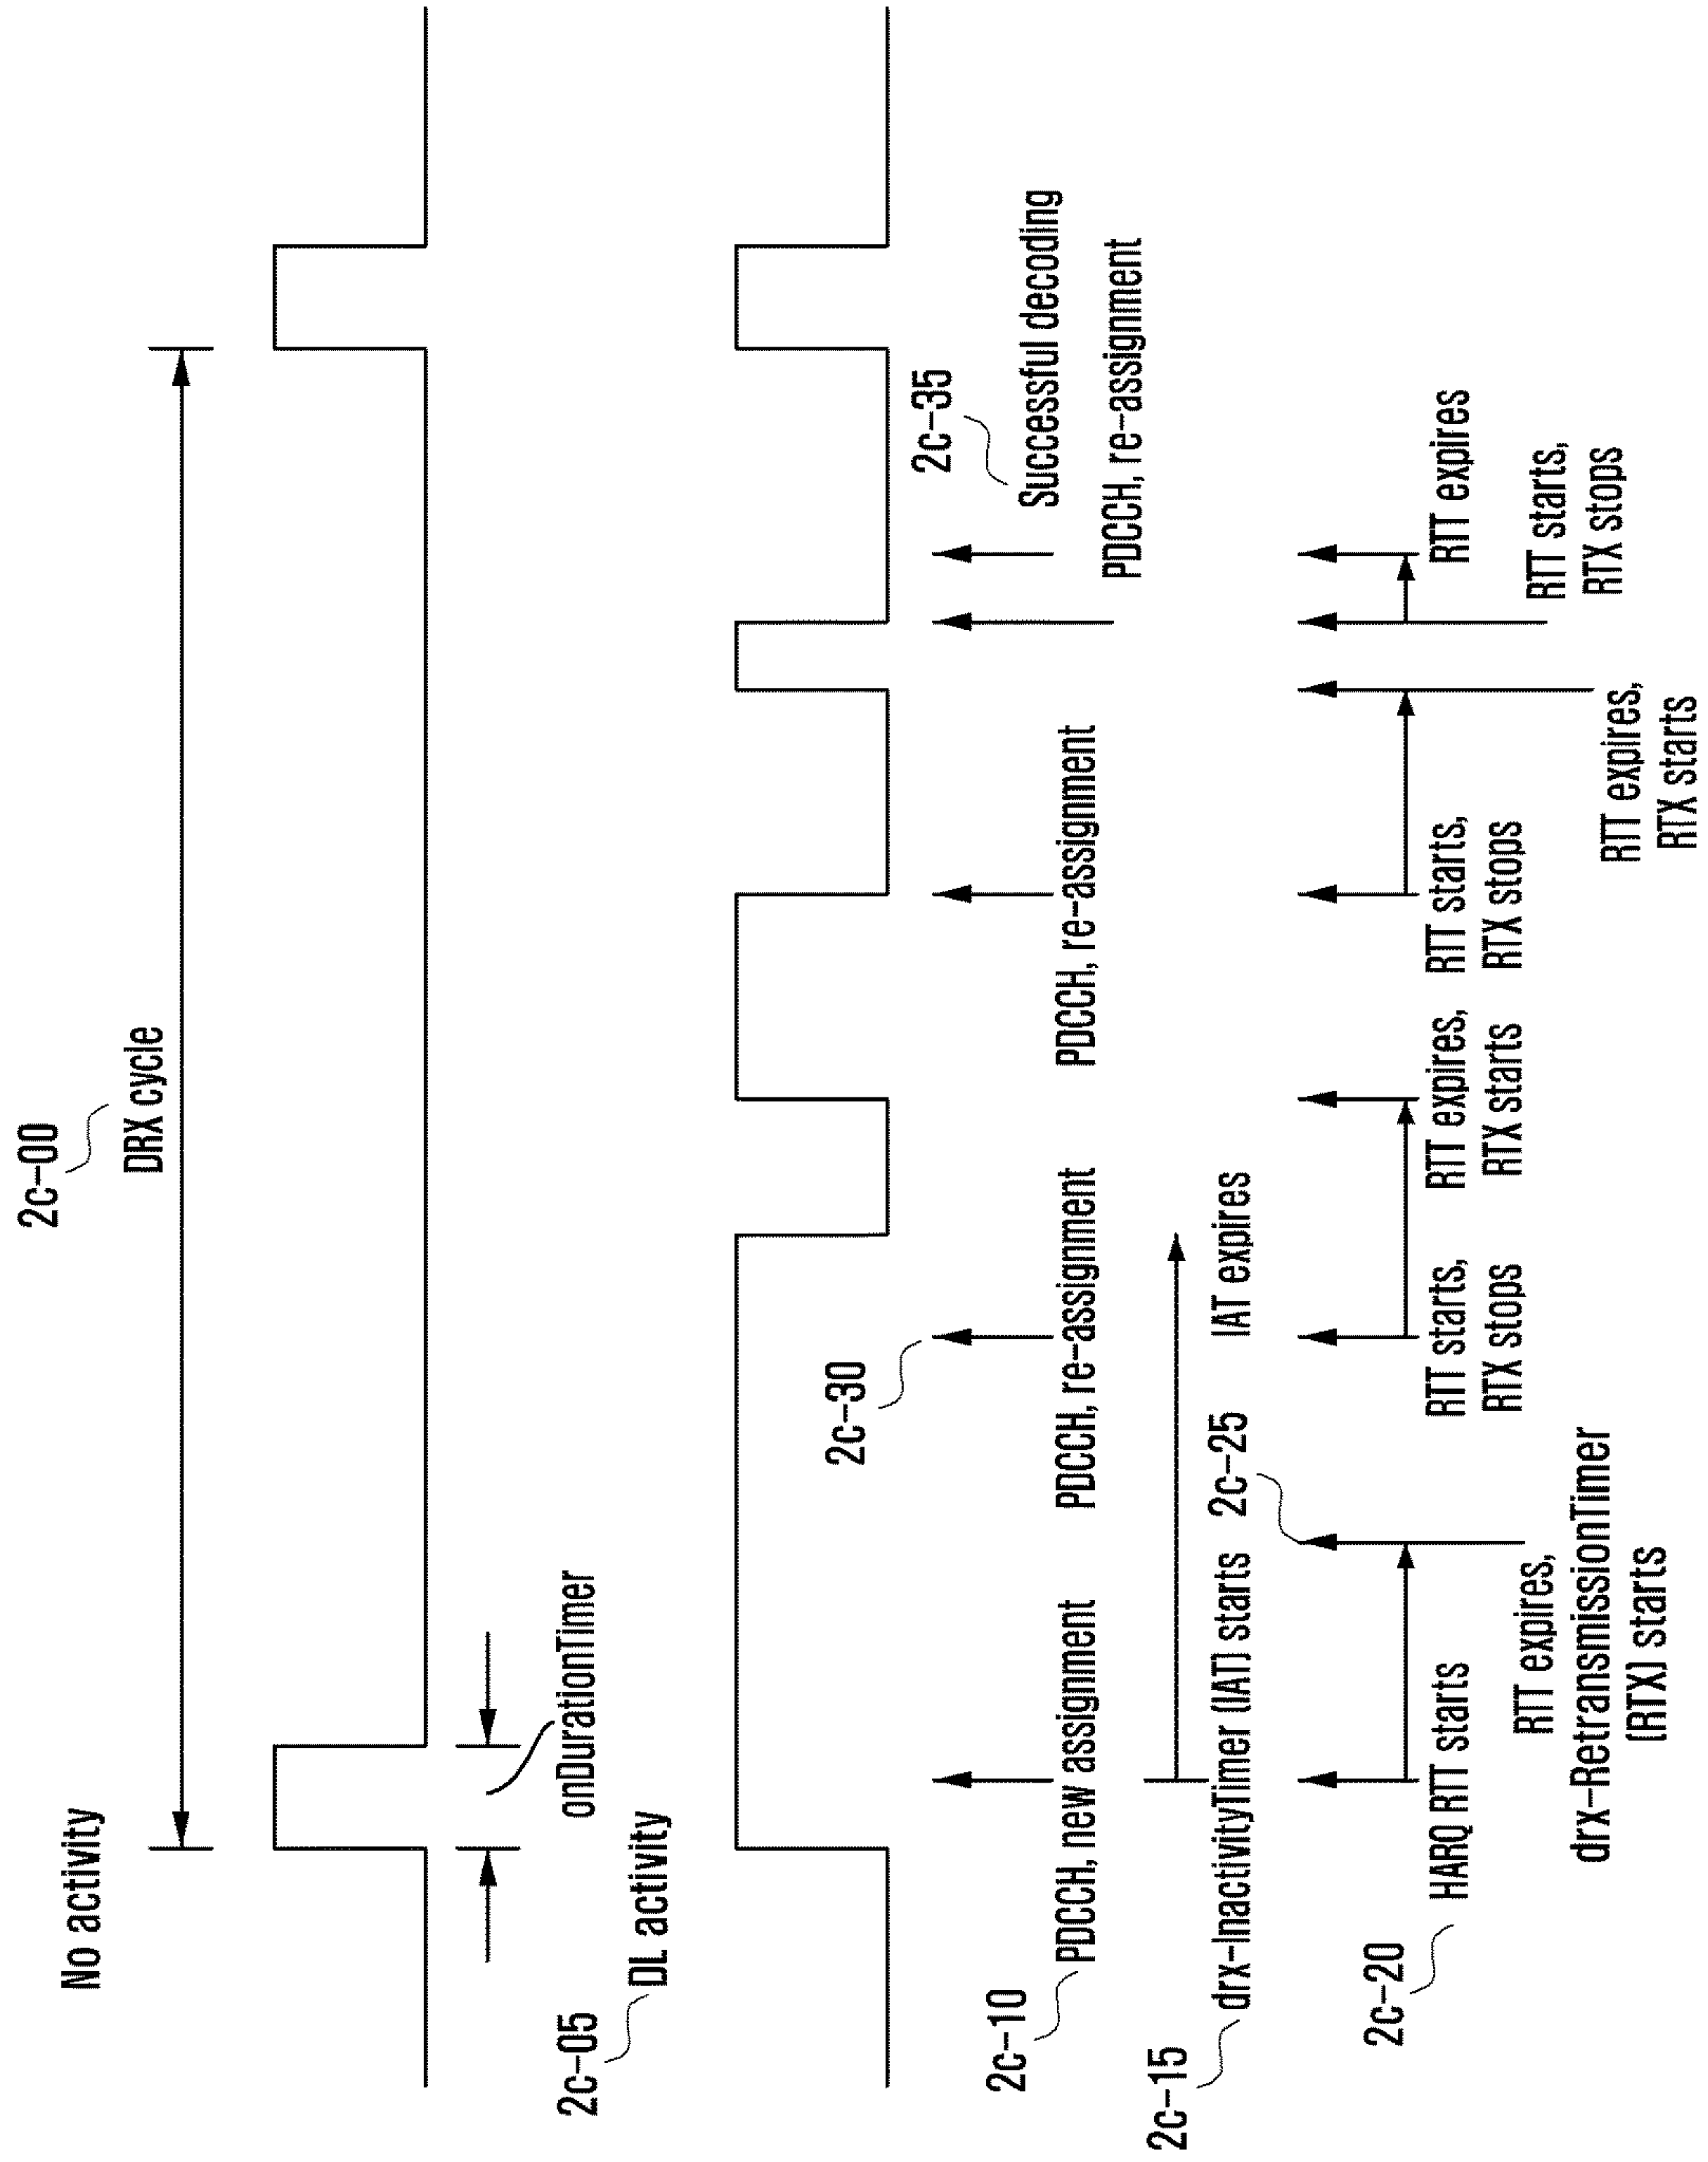 2c-00
No activity
DRX cycle
onDurationTimer
2c-05
DL activity
2c-30
2c-35
Successful decoding
2c-10
PDCCH, new assignment
PDCCH, re-assignment
PDCCH, re-assignment
PDCCH, re-assignment
2c-15
drx-InactivityTimer (IAT) starts
2c-25
IAT expires
2c-20
HARQ RTT starts
RTT expires,
drx-RetransmissionTimer
(RTX) starts
RTT starts,
RTX stops
RTT expires,
RTX starts
RTT starts,
RTX stops
RTT expires,
RTX starts
RTT expires
RTT starts,
RTX stops